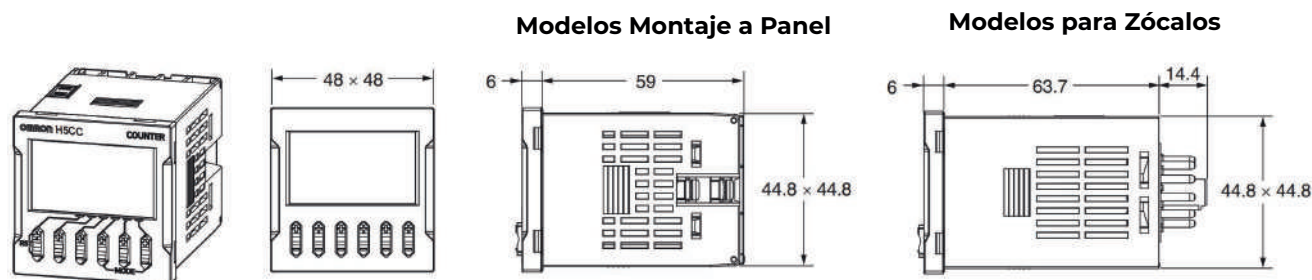 Modelos Montaje a Panel
Modelos para Zócalos
48 × 48
6
59
44.8 × 44.8
6
63.7
14.4
44.8 × 44.8
OMRON H5CC
COUNTER
MODE